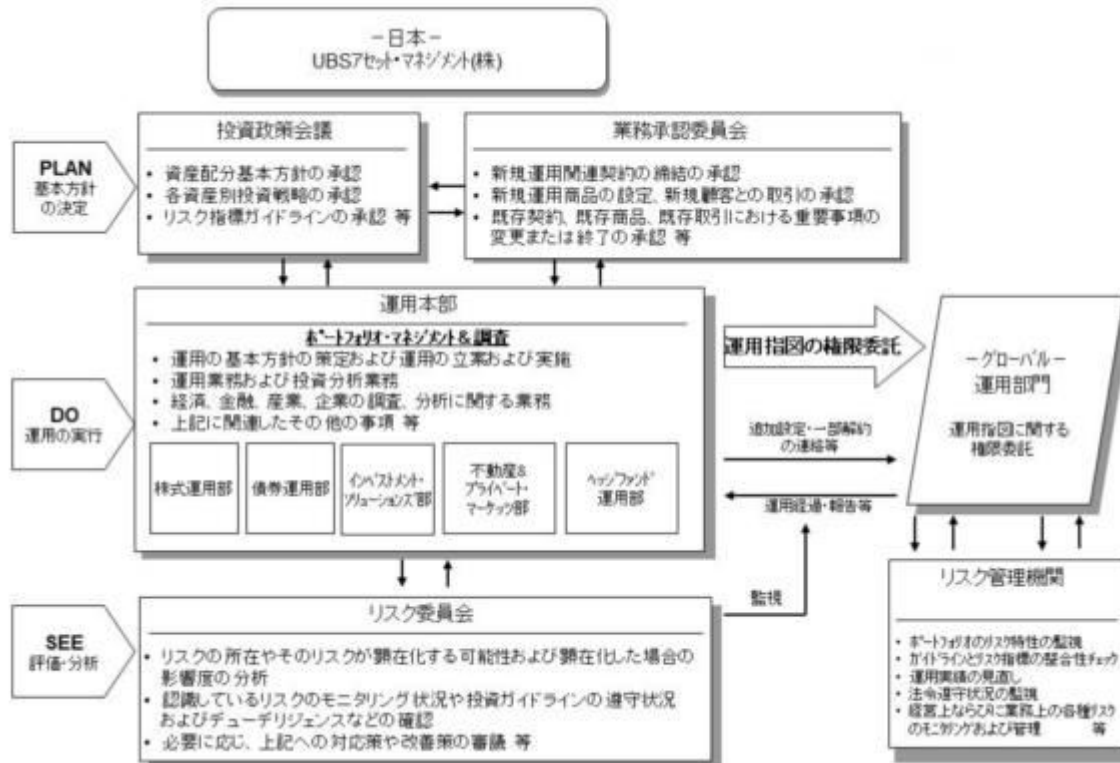 －日本－
UBSアセット・マネジメント(株)
投資政策会議
・ 資産配分基本方針の承認
・ 各資産別投資戦略の承認
・ リスク指標ガイドラインの承認 等
業務承認委員会
・ 新規運用関連契約の締結の承認
・ 新規運用商品の設定、新規顧客との取引の承認
・ 既存契約、既存商品、既存取引における重要事項の
変更または終了の承認 等
PLAN
基本方針
の決定
運用本部
ポートフォリオ・マネジメント＆調査
・ 運用の基本方針の策定および運用の立案および実施
・ 運用業務および投資分析業務
・ 経済、金融、産業、企業の調査、分析に関する業務
・ 上記に関連したその他の事項 等
株式運用部
債券運用部
インベストメント・
ソリューションズ部
不動産＆
プライベート・
マーケッツ部
ヘッジファンド
運用部
DO
運用の実行
運用指図の権限委託
－グローバル－
運用部門
運用指図に関する
権限委託
追加設定・一部解約
の連絡等
運用経過・報告等
監視
リスク委員会
・ リスクの所在やそのリスクが顕在化する可能性および顕在化した場合の
影響度の分析
・ 認識しているリスクのモニタリング状況や投資ガイドラインの遵守状況
およびデューデリジェンスなどの確認
・ 必要に応じ、上記への対応策や改善策の審議 等
SEE
評価・分析
リスク管理機関
・ ポートフォリオのリスク特性の監視
・ ガイドラインとリスク指標の整合性チェック
・ 運用実績の見直し
・ 法令遵守状況の監視
・ 経営上ならびに業務上の各種リスク
のモニタリングおよび管理 等